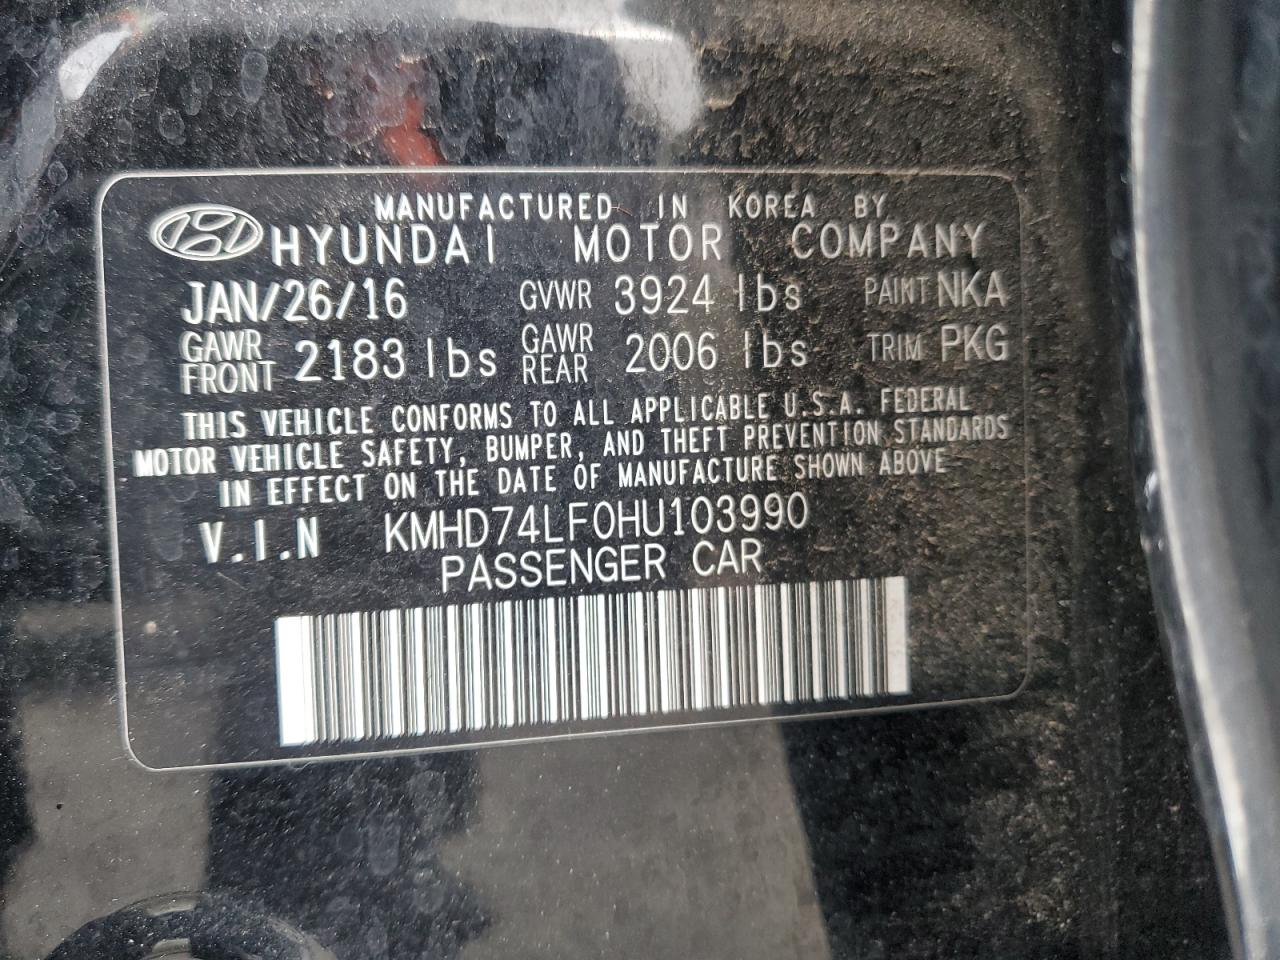 MANUFACTURED IN KOREA BY
HYUNDAI MOTOR COMPANY
JAN/26/16 GVWR 3924 lbs PAINT NKA
GAWR FRONT 2183 lbs GAWR REAR 2006 lbs TRIM PKG
THIS VEHICLE CONFORMS TO ALL APPLICABLE U.S.A. FEDERAL
MOTOR VEHICLE SAFETY, BUMPER, AND THEFT PREVENTION STANDARDS
IN EFFECT ON THE DATE OF MANUFACTURE SHOWN ABOVE
V.I.N KMHD74LF0HU103990
PASSENGER CAR